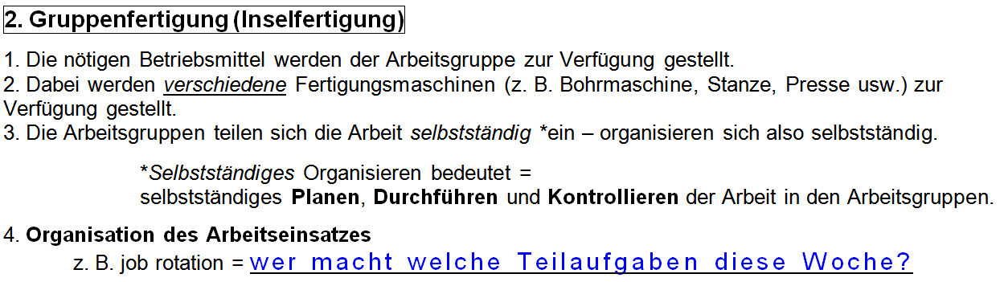 2. Gruppenfertigung (Inselfertigung)
1. Die nötigen Betriebsmittel werden der Arbeitsgruppe zur Verfügung gestellt.
2. Dabei werden verschiedene Fertigungsmaschinen (z. B. Bohrmaschine, Stanze, Presse usw.) zur
Verfügung gestellt.
3. Die Arbeitsgruppen teilen sich die Arbeit selbstständig *ein – organisieren sich also selbstständig.
*Selbstständiges Organisieren bedeutet =
selbstständiges Planen, Durchführen und Kontrollieren der Arbeit in den Arbeitsgruppen.
4. Organisation des Arbeitseinsatzes
z. B. job rotation = wer macht welche Teilaufgaben diese Woche?